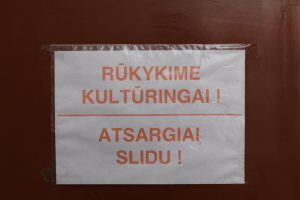 RŪKYKIME
KULTŪRINGAI !
ATSARGIAI
SLIDU !